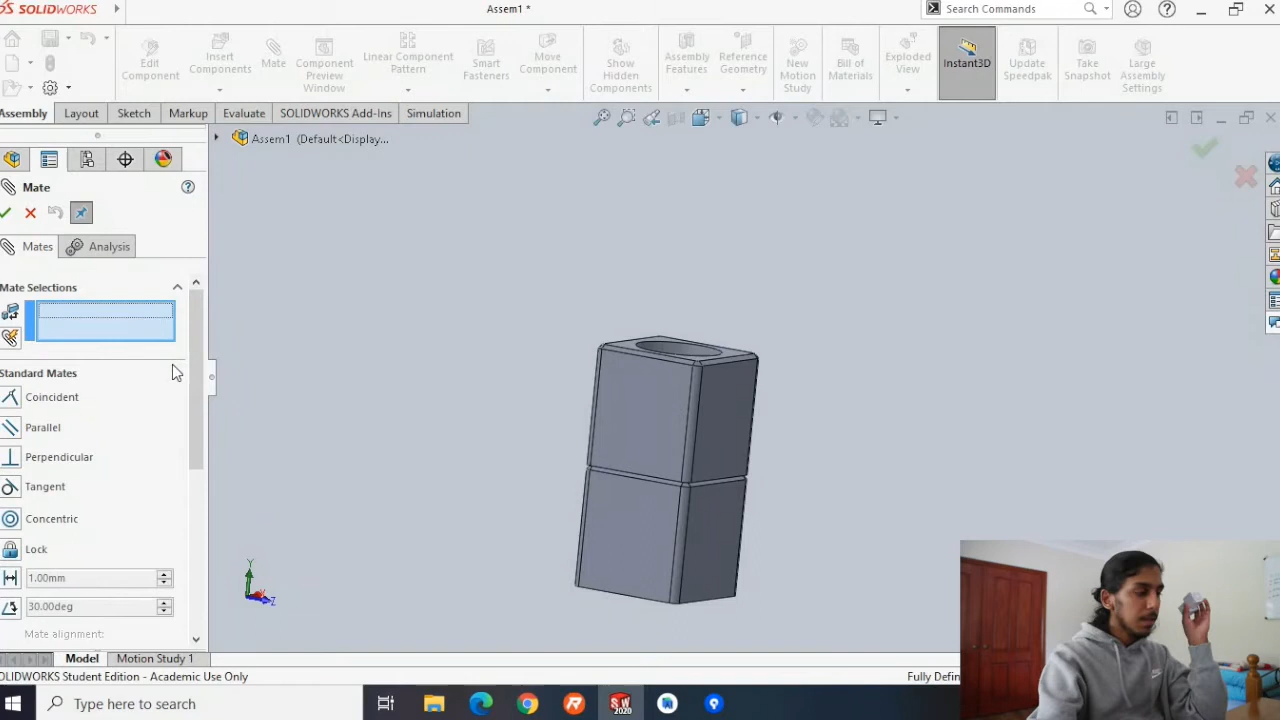 SOLIDWORKS
Assem1 *
Search Commands
Edit Component
Insert Components
Mate
Component Preview Window
Linear Component Pattern
Smart Fasteners
Move Component
Show Hidden Components
Assembly Features
Reference Geometry
New Motion Study
Bill of Materials
Exploded View
Instant3D
Update Speedpak
Take Snapshot
Large Assembly Settings
Assembly
Layout
Sketch
Markup
Evaluate
SOLIDWORKS Add-Ins
Simulation
Assem1 (Default<Display...
Mate
Mates
Analysis
Mate Selections
Standard Mates
Coincident
Parallel
Perpendicular
Tangent
Concentric
Lock
1.00mm
30.00deg
Mate alignment:
Y
Z
Model
Motion Study 1
OLIDWORKS Student Edition - Academic Use Only
Fully Defin
Type here to search
SW
2020